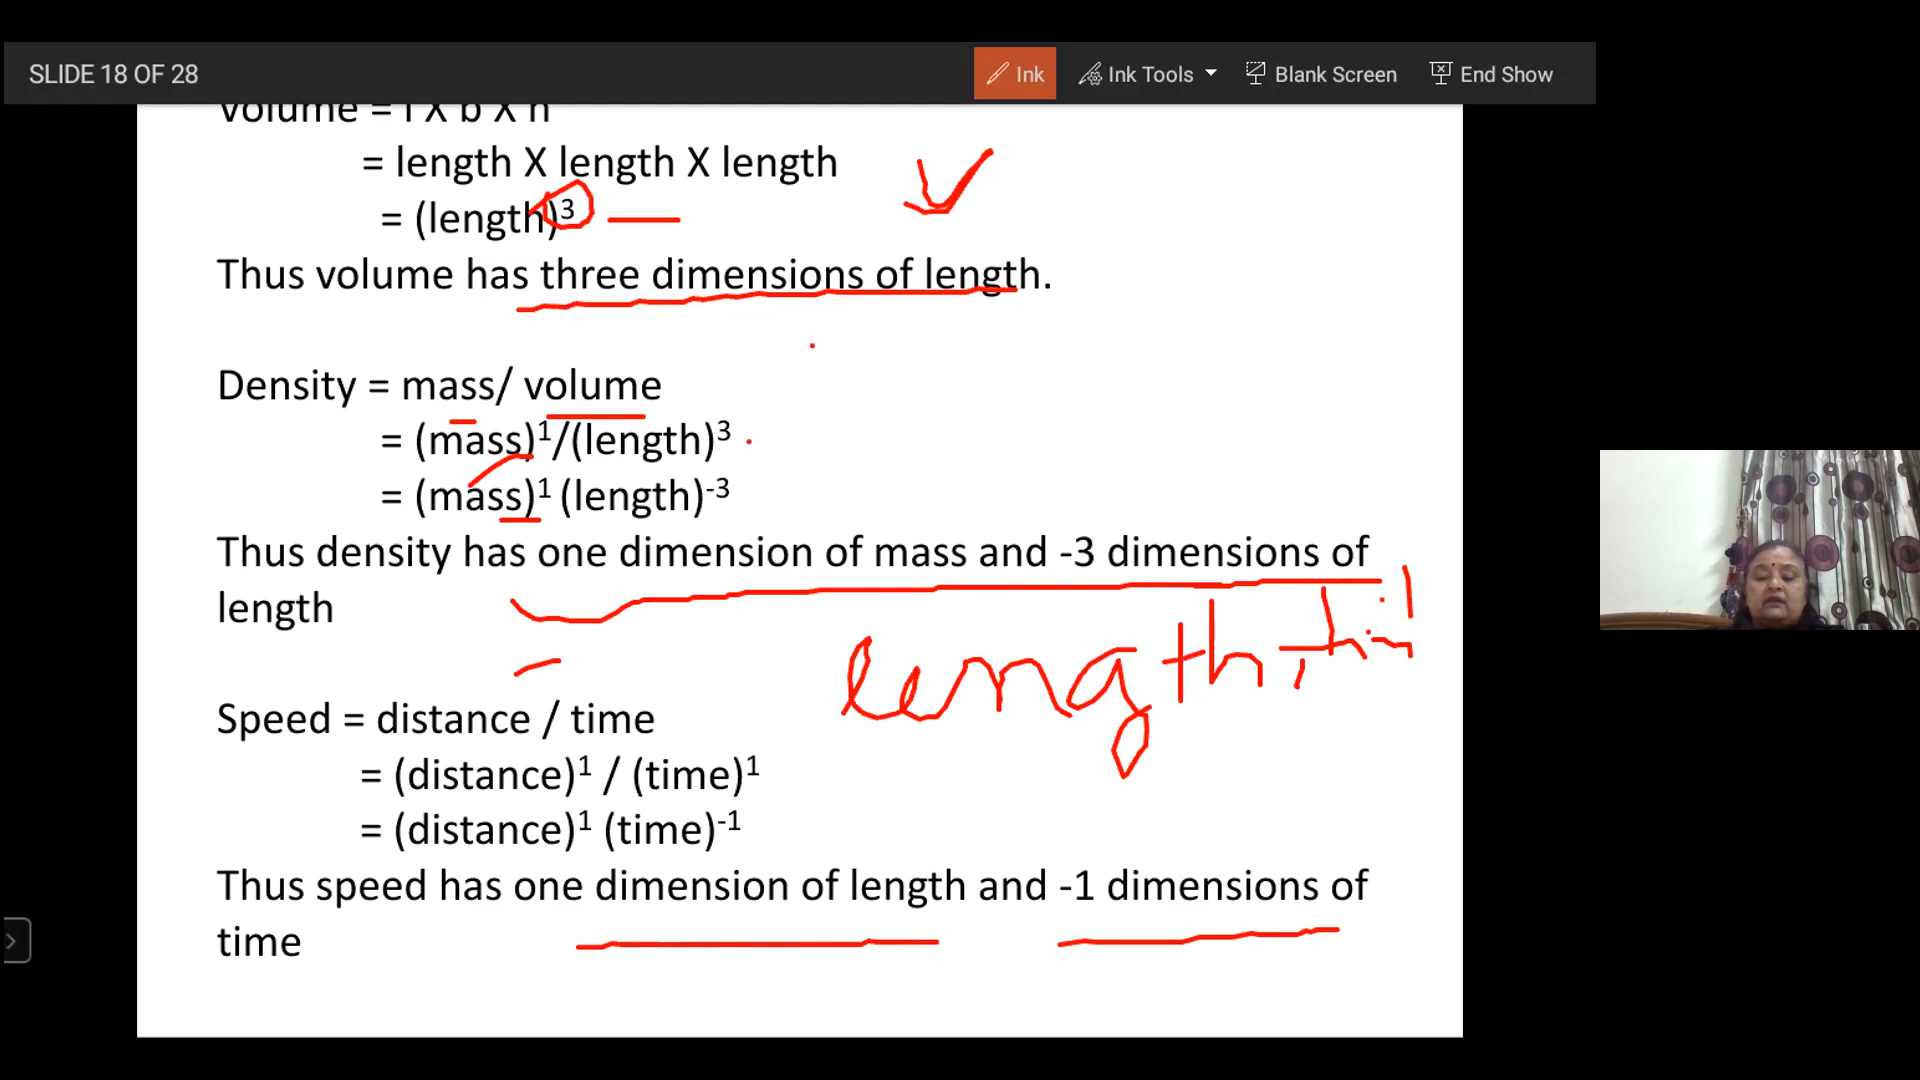 SLIDE 18 OF 28 Ink Ink Tools Blank Screen End Show
Volume = l X b X h
= length X length X length
= (length)³
Thus volume has three dimensions of length.
Density = mass/ volume
= (mass)¹/(length)³
= (mass)¹ (length)⁻³
Thus density has one dimension of mass and -3 dimensions of
length
length,
Speed = distance / time
= (distance)¹ / (time)¹
= (distance)¹ (time)⁻¹
Thus speed has one dimension of length and -1 dimensions of
time